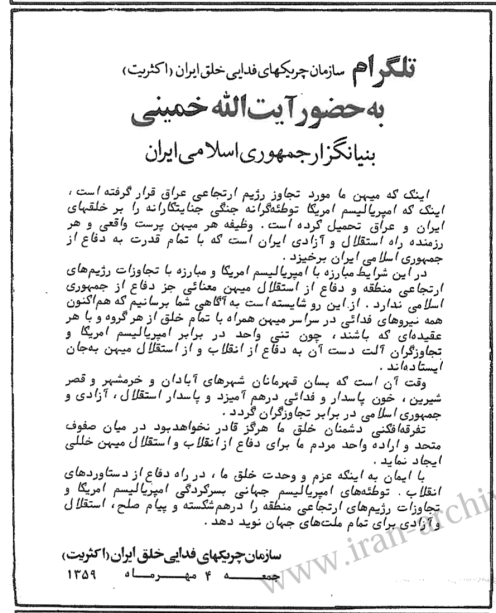 تلگرام سازمان چریکهای فدایی خلق ایران (اکثریت)
به حضور آیت‌الله خمینی
بنیانگزار جمهوری اسلامی ایران
اینک که میهن ما مورد تجاوز رژیم ارتجاعی عراق قرار گرفته است ،
اینک که امپریالیسم امریکا توطئه‌گرانه جنگی جنایتکارانه را بر خلقهای
ایران و عراق تحمیل کرده است . وظیفه هر میهن پرست واقعی و هر
رزمنده راه استقلال و آزادی ایران است که با تمام قدرت به دفاع از
جمهوری اسلامی ایران برخیزد .
در این شرایط مبارزه با امپریالیسم امریکا و مبارزه با تجاوزات رژیم‌های
ارتجاعی منطقه و دفاع از استقلال میهن معنائی جز دفاع از جمهوری
اسلامی ندارد . از این رو شایسته است به آگاهی شما برسانیم که هم‌اکنون
همه نیروهای فدائی در سراسر میهن همراه با تمام خلق از هر گروه و با هر
عقیده‌ای که باشند ، چون تنی واحد در برابر امپریالیسم امریکا و
تجاوزگران آلت دست آن به دفاع از انقلاب و از استقلال میهن به‌جان
ایستاده‌اند .
وقت آن است که بسان قهرمانان شهرهای آبادان و خرمشهر و قصر
شیرین ، خون پاسدار و فدائی درهم آمیزد و پاسدار استقلال ، آزادی و
جمهوری اسلامی در برابر تجاوزگران گردد .
تفرقه‌افکنی دشمنان خلق ما هرگز قادر نخواهد بود در میان صفوف
متحد و اراده واحد مردم ما برای دفاع از انقلاب و استقلال میهن خللی
ایجاد نماید .
با ایمان به اینکه عزم و وحدت خلق ما ، در راه دفاع از دستاوردهای
انقلاب . توطئه‌های امپریالیسم جهانی بسرکردگی امپریالیسم امریکا و
تجاوزات رژیم‌های ارتجاعی منطقه را درهم شکسته و پیام صلح ، استقلال
و آزادی برای تمام ملت‌های جهان نوید دهد .
سازمان چریکهای فدایی خلق ایران (اکثریت)
جمعه ۴ مهرماه ۱۳۵۹
www.iran-archi